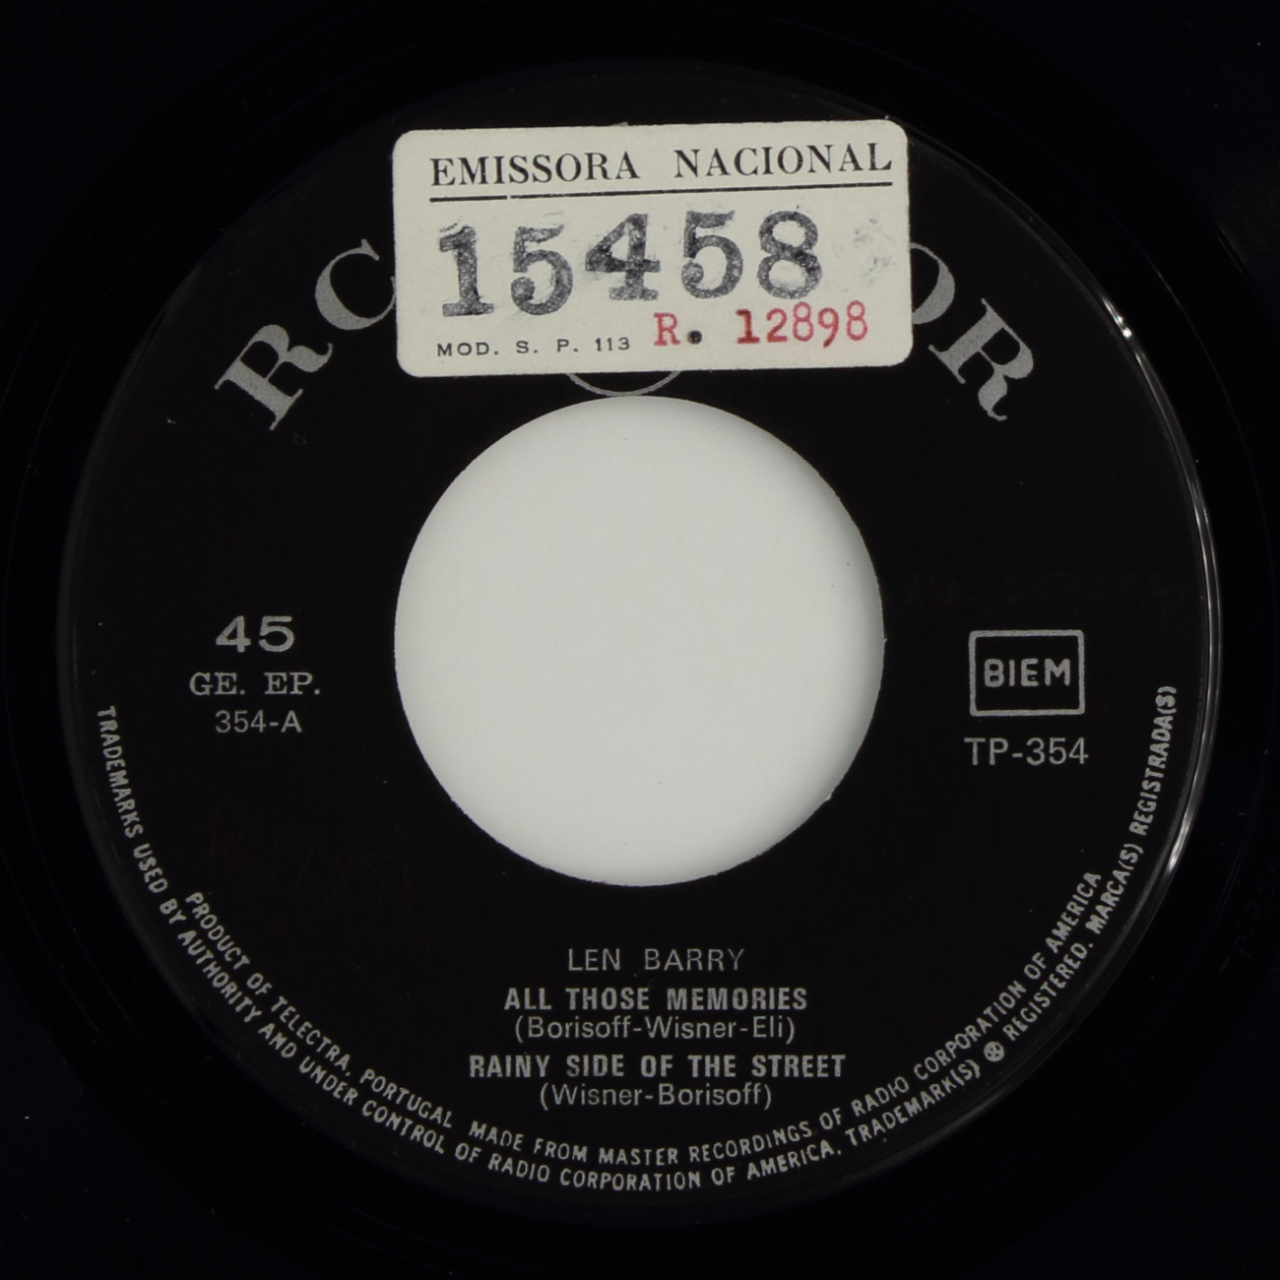 EMISSORA NACIONAL
15458
MOD. S. P. 113 R. 12898
RC OR
45
GE. EP.
354-A
BIEM
TP-354
LEN BARRY
ALL THOSE MEMORIES
(Borisoff-Wisner-Eli)
RAINY SIDE OF THE STREET
(Wisner-Borisoff)
PRODUCT OF TELECTRA, PORTUGAL MADE FROM MASTER RECORDINGS OF RADIO CORPORATION OF AMERICA
TRADEMARKS USED BY AUTHORITY AND UNDER CONTROL OF RADIO CORPORATION OF AMERICA, TRADEMARK(S) ® REGISTERED. MARCA(S) REGISTRADA(S)